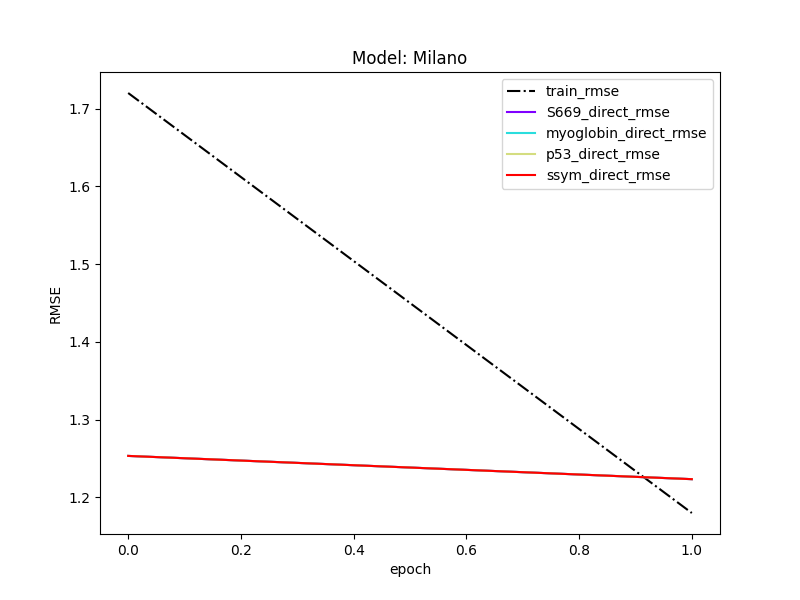 Model: Milano
train_rmse
S669_direct_rmse
myoglobin_direct_rmse
p53_direct_rmse
ssym_direct_rmse
RMSE
1.7
1.6
1.5
1.4
1.3
1.2
0.0 0.2 0.4 0.6 0.8 1.0
epoch